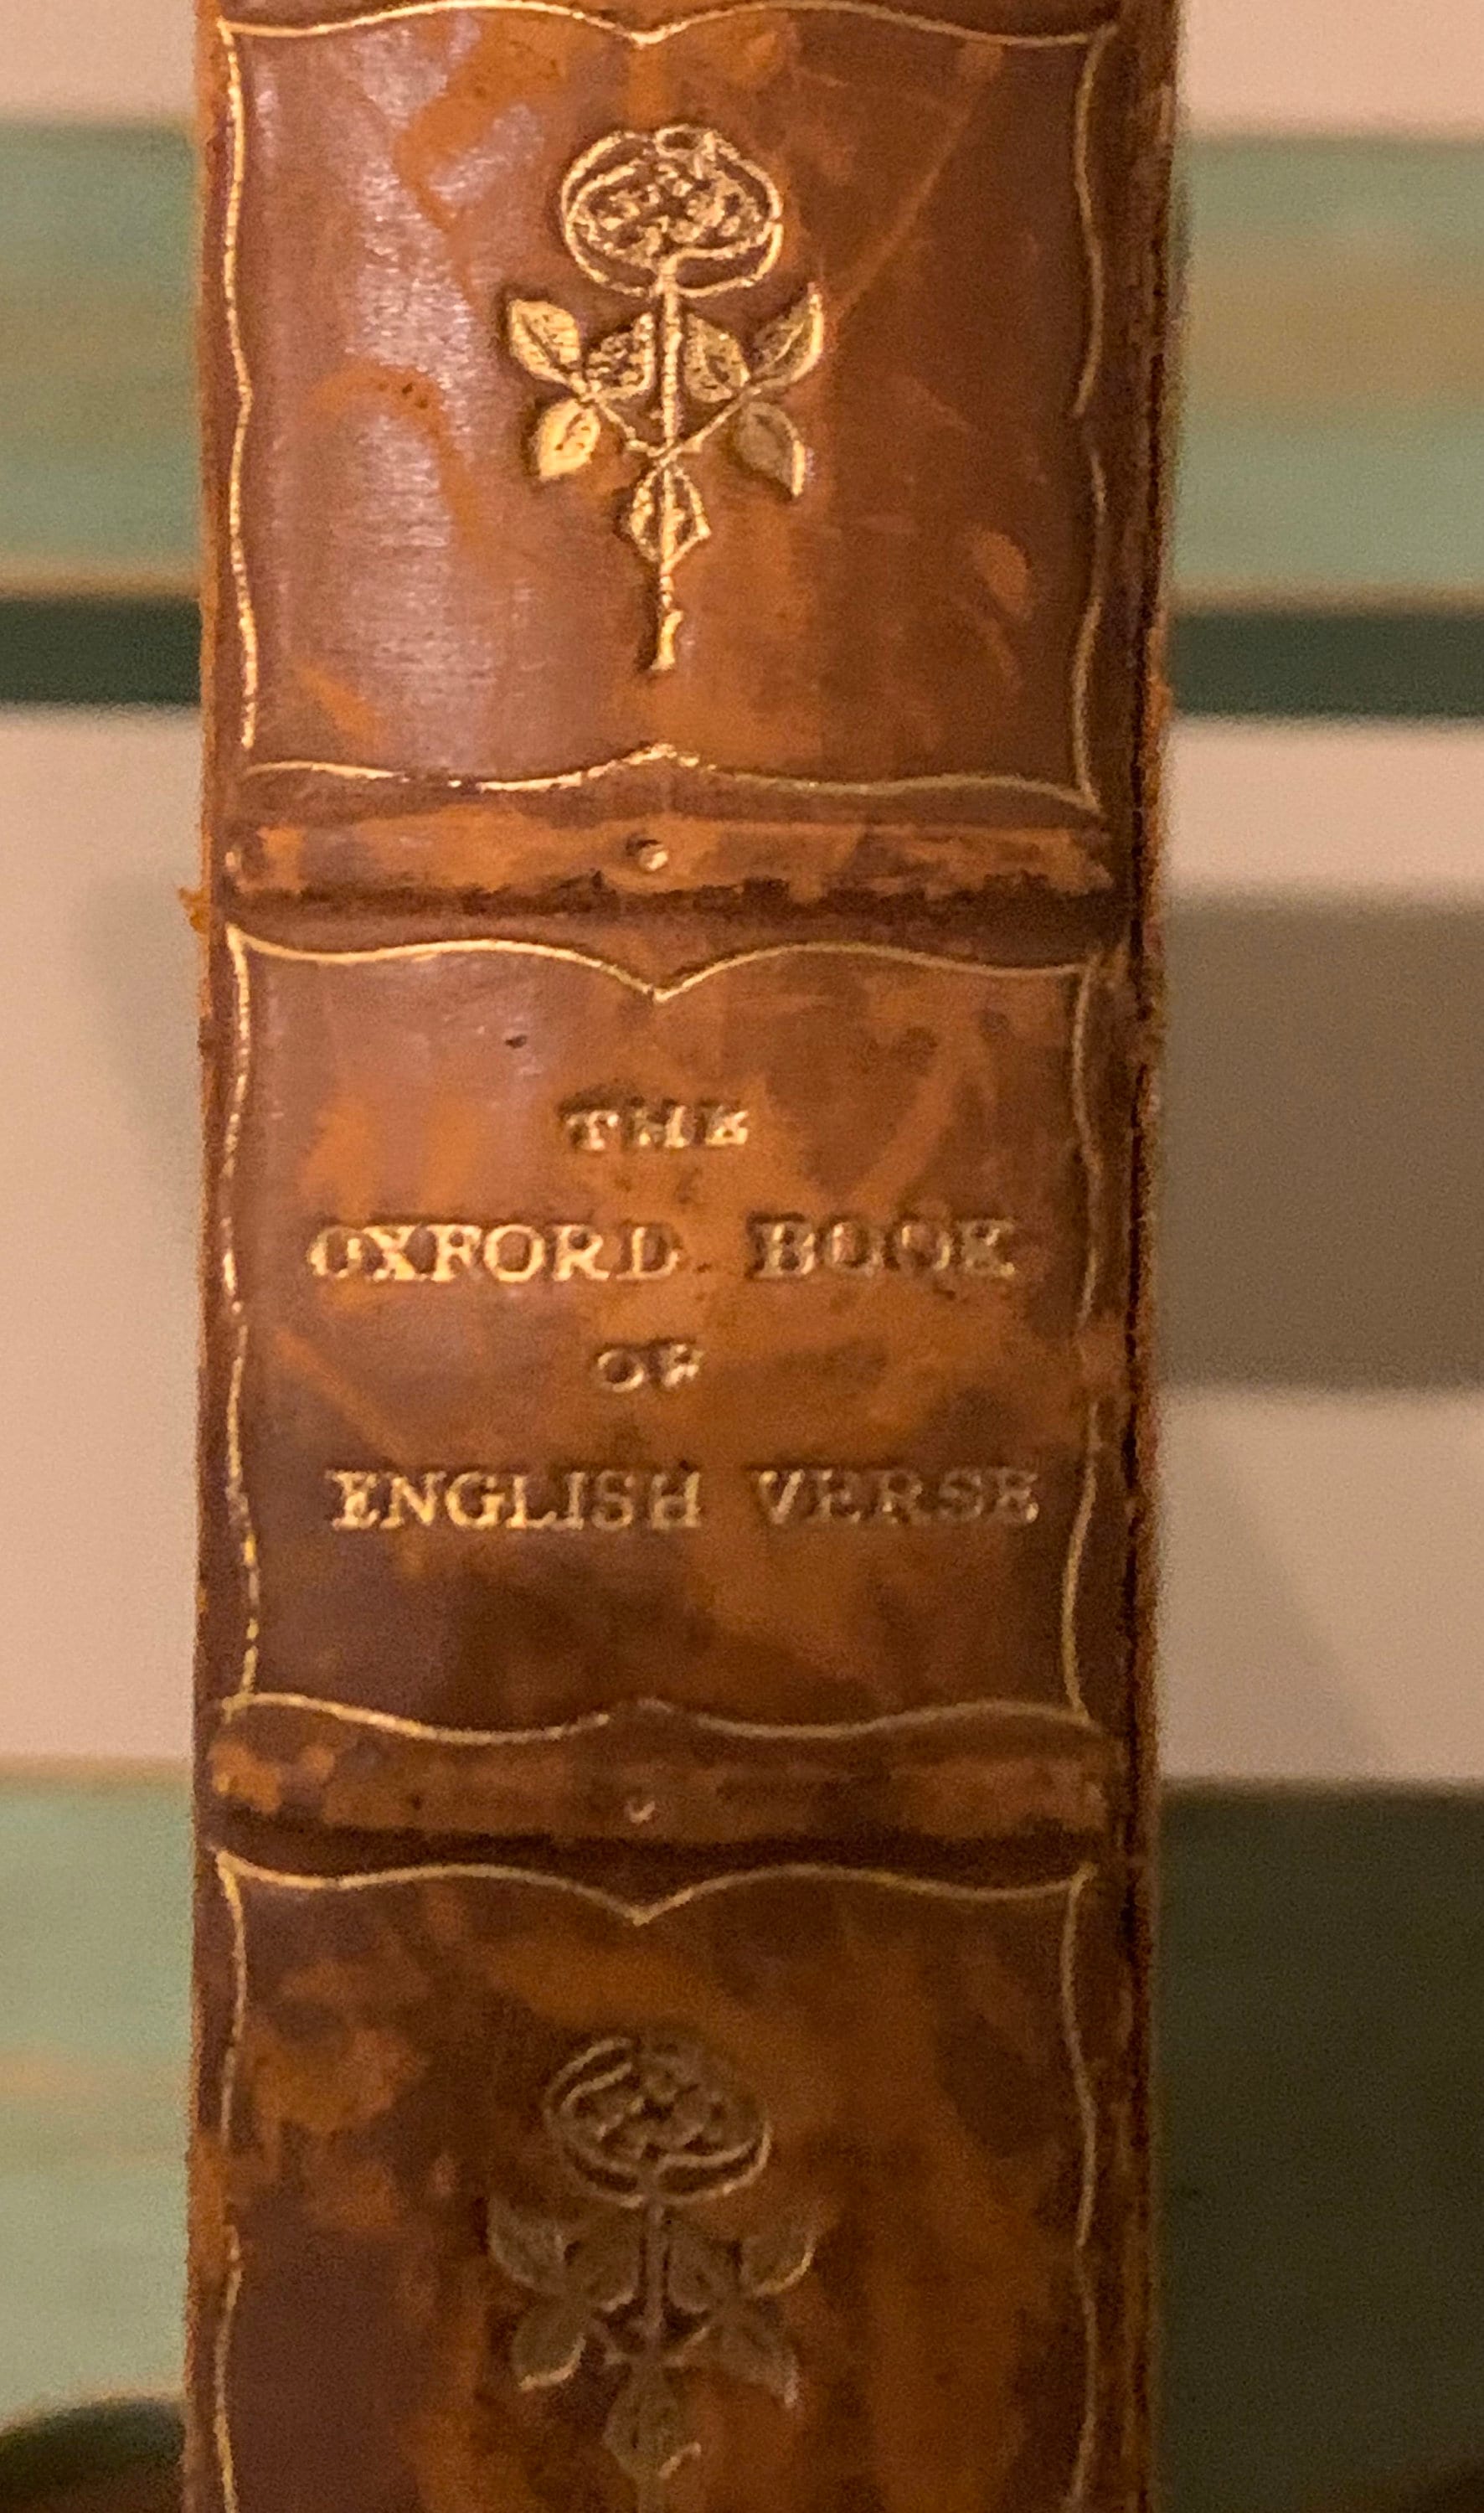 THE
OXFORD BOOK
OF
ENGLISH VERSE